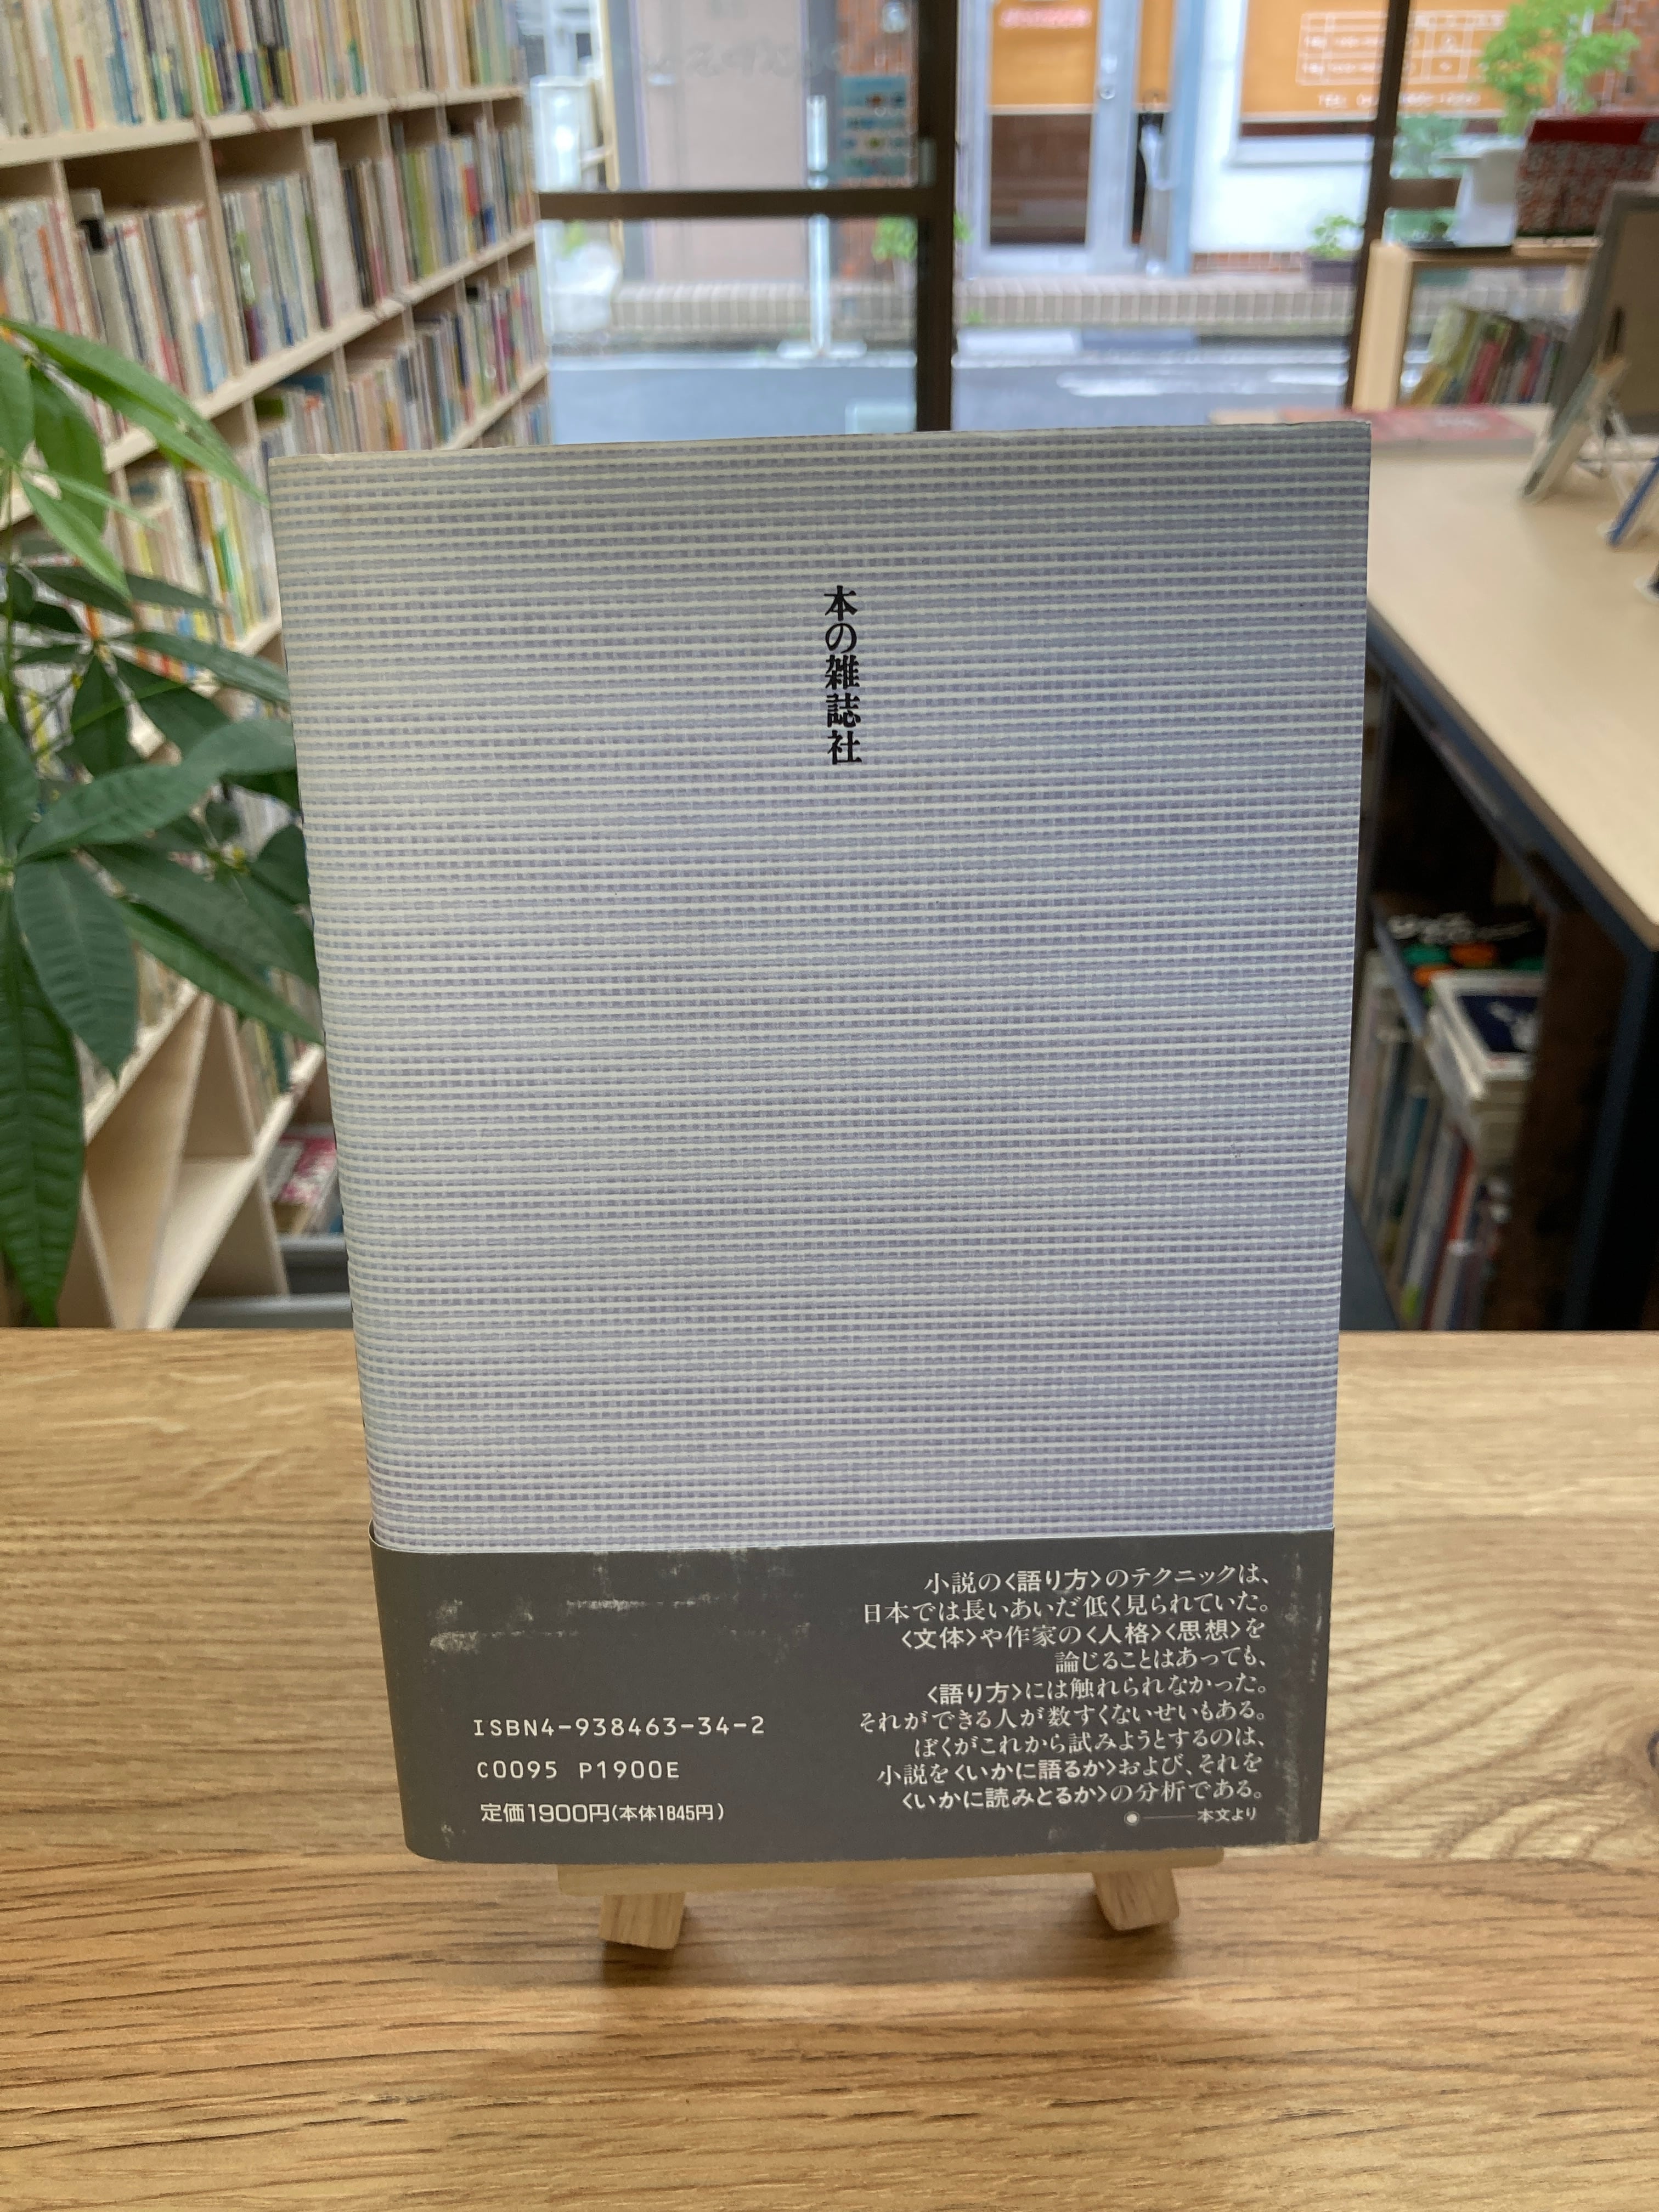 本の雑誌社
小説の〈語り方〉のテクニックは、
日本では長いあいだ低く見られていた。
〈文体〉や作家の〈人格〉〈思想〉を
論じることはあっても、
〈語り方〉には触れられなかった。
それができる人が数すくないせいもある。
ぼくがこれから試みようとするのは、
小説を〈いかに語るか〉および、それを
〈いかに読みとるか〉の分析である。
●――本文より
ISBN4-938463-34-2
C0095 P1900E
定価1900円(本体1845円)